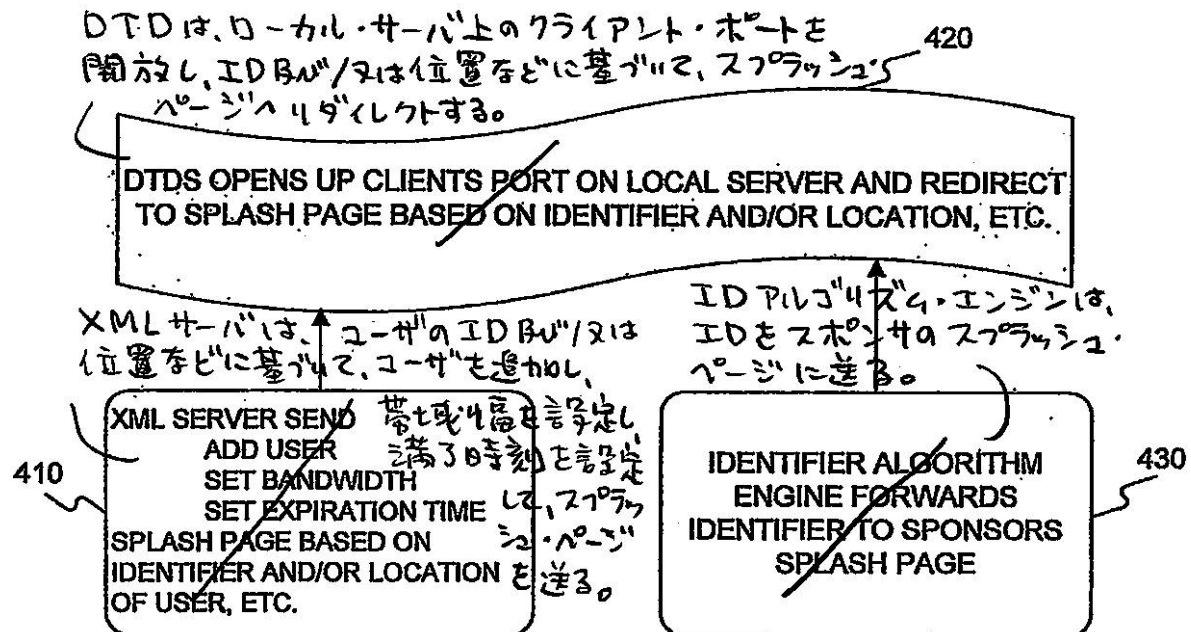 DTDは、ローカル・サーバ上のクライアント・ポートを
開放し、ID及び/又は位置などに基づいて、スプラッシュ・
ページへリダイレクトする。
420
DTDS OPENS UP CLIENTS PORT ON LOCAL SERVER AND REDIRECT
TO SPLASH PAGE BASED ON IDENTIFIER AND/OR LOCATION, ETC.
XMLサーバは、ユーザのID及び/又は
位置などに基づいて、ユーザを追加し、
帯域幅を設定し
満了時刻を設定
して、スプラッ
シュ・ページ
を送る。
410
XML SERVER SEND
ADD USER
SET BANDWIDTH
SET EXPIRATION TIME
SPLASH PAGE BASED ON
IDENTIFIER AND/OR LOCATION
OF USER, ETC.
IDアルゴリズム・エンジンは、
IDをスポンサのスプラッシュ・
ページに送る。
IDENTIFIER ALGORITHM
ENGINE FORWARDS
IDENTIFIER TO SPONSORS
SPLASH PAGE
430